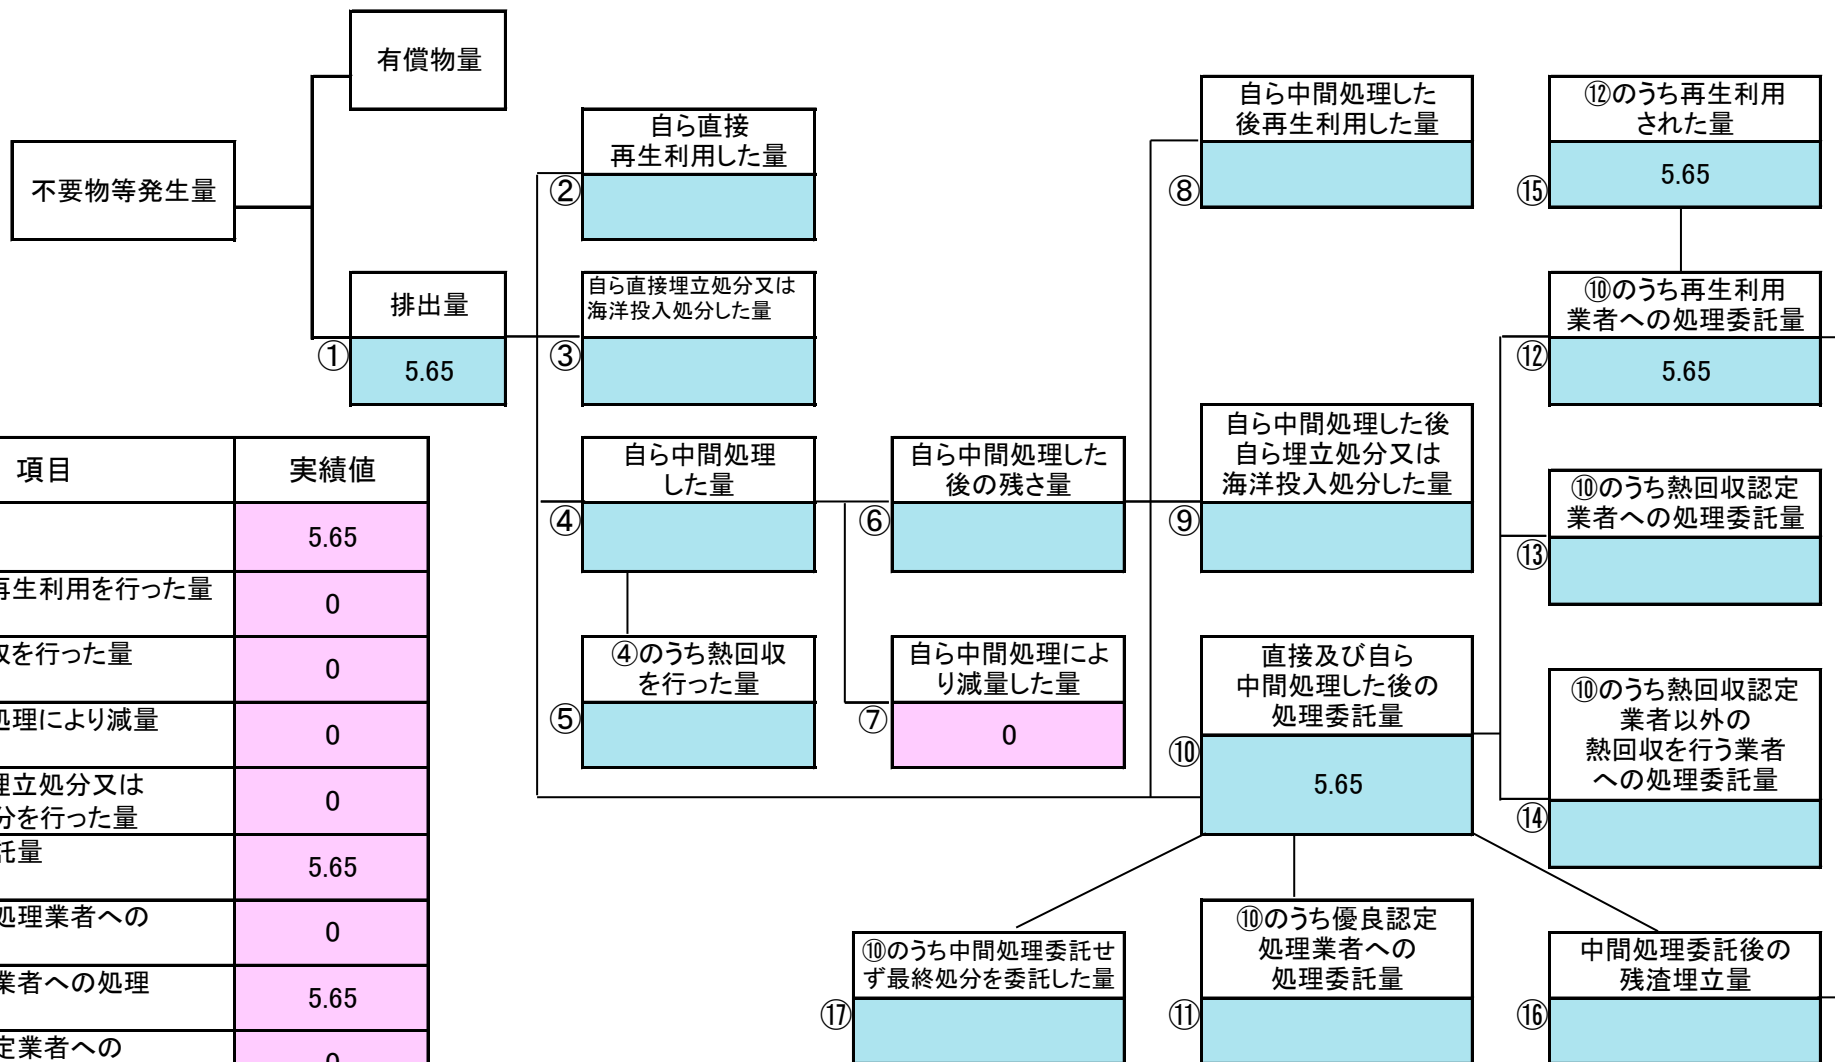 有償物量
不要物等発生量
排出量
①
5.65
自ら直接
再生利用した量
②
自ら直接埋立処分又は
海洋投入処分した量
③
自ら中間処理
した量
④
④のうち熱回収
を行った量
⑤
自ら中間処理した
後の残さ量
⑥
自ら中間処理によ
り減量した量
⑦
0
自ら中間処理した
後再生利用した量
⑧
自ら中間処理した後
自ら埋立処分又は
海洋投入処分した量
⑨
直接及び自ら
中間処理した後の
処理委託量
⑩
5.65
⑫のうち再生利用
された量
⑮
5.65
⑩のうち再生利用
業者への処理委託量
⑫
5.65
⑩のうち熱回収認定
業者への処理委託量
⑬
⑩のうち熱回収認定
業者以外の
熱回収を行う業者
への処理委託量
⑭
⑩のうち中間処理委託せ
ず最終処分を委託した量
⑰
⑩のうち優良認定
処理業者への
処理委託量
⑪
中間処理委託後の
残渣埋立量
⑯
項目 実績値
5.65
再生利用を行った量
0
を行った量
0
処理により減量
0
埋立処分又は
分を行った量
0
託量
5.65
処理業者への
0
業者への処理
5.65
定業者への
0